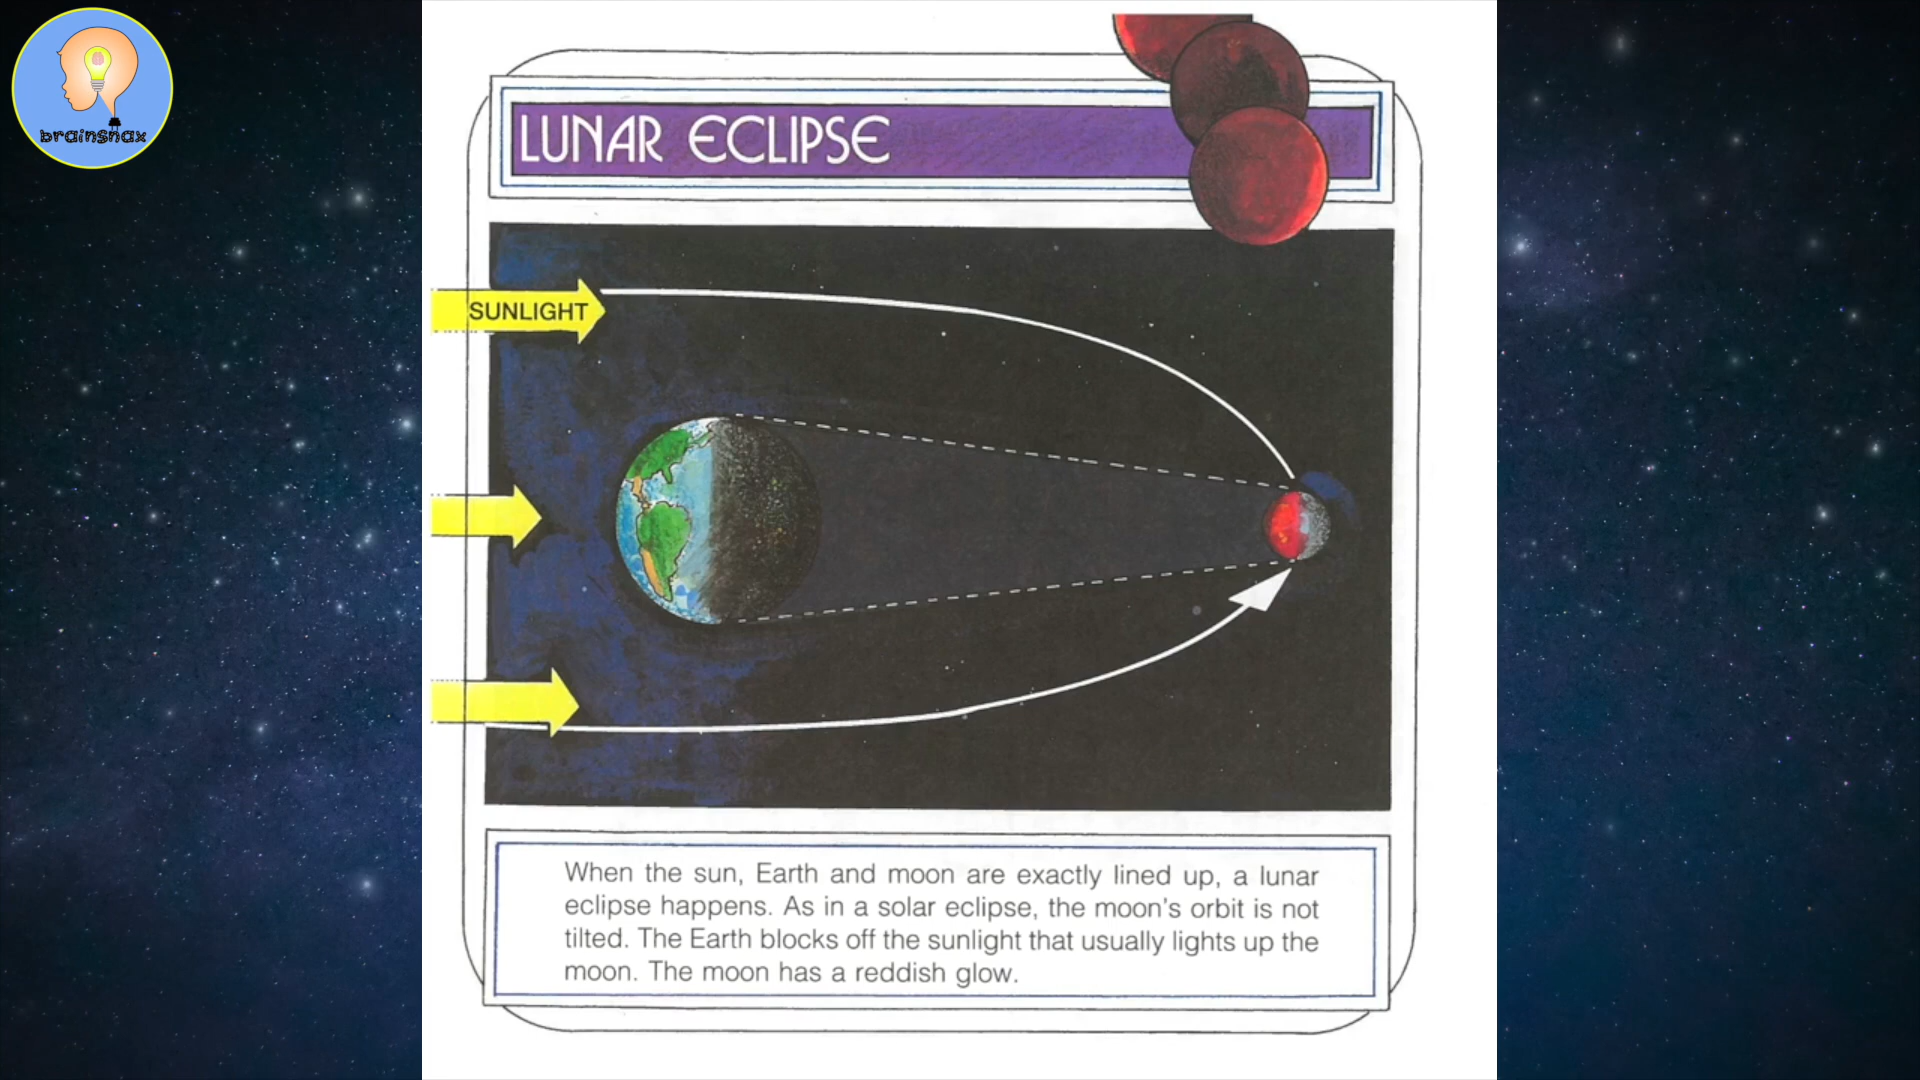 brainsnax
LUNAR ECLIPSE
SUNLIGHT
When the sun, Earth and moon are exactly lined up, a lunar
eclipse happens. As in a solar eclipse, the moon's orbit is not
tilted. The Earth blocks off the sunlight that usually lights up the
moon. The moon has a reddish glow.